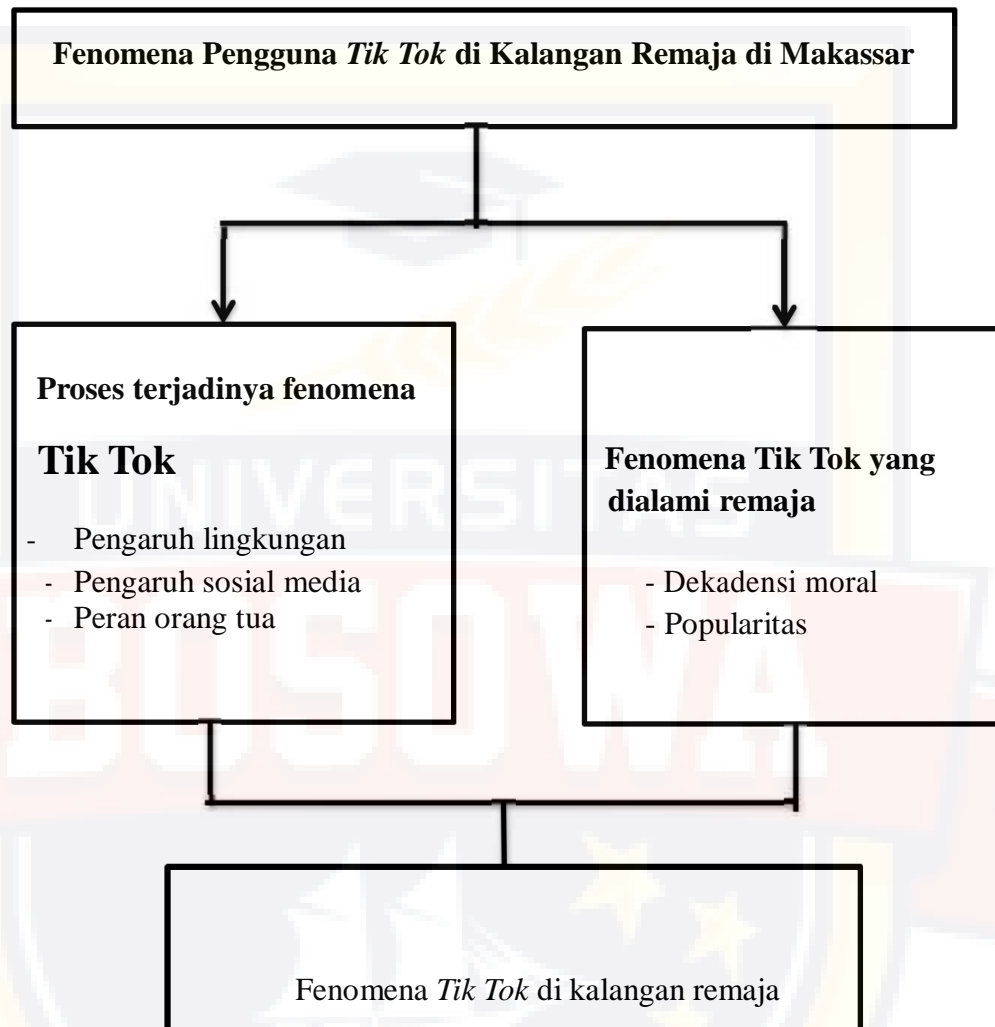 Fenomena Pengguna Tik Tok di Kalangan Remaja di Makassar
Proses terjadinya fenomena
Tik Tok
- Pengaruh lingkungan
- Pengaruh sosial media
- Peran orang tua
Fenomena Tik Tok yang
dialami remaja
- Dekadensi moral
- Popularitas
UNIVERSITAS
BOSOWA
Fenomena Tik Tok di kalangan remaja